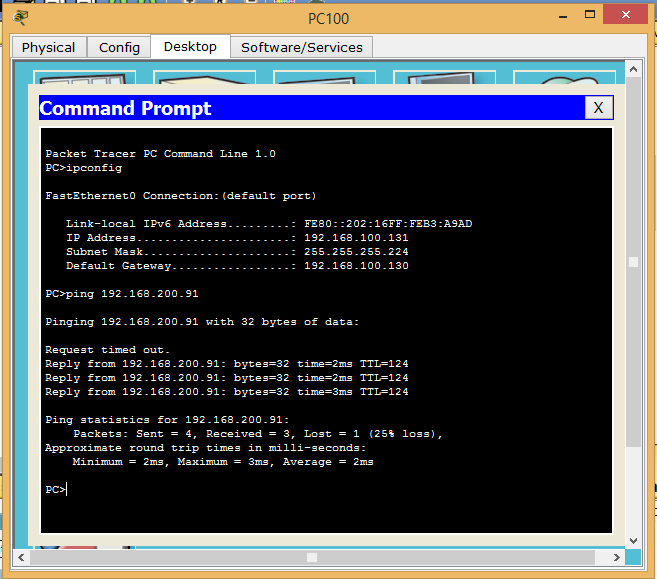 PC100
Physical Config Desktop Software/Services
Command Prompt X
Packet Tracer PC Command Line 1.0
PC>ipconfig
FastEthernet0 Connection:(default port)
Link-local IPv6 Address.........: FE80::202:16FF:FEB3:A9AD
IP Address......................: 192.168.100.131
Subnet Mask.....................: 255.255.255.224
Default Gateway.................: 192.168.100.130
PC>ping 192.168.200.91
Pinging 192.168.200.91 with 32 bytes of data:
Request timed out.
Reply from 192.168.200.91: bytes=32 time=2ms TTL=124
Reply from 192.168.200.91: bytes=32 time=2ms TTL=124
Reply from 192.168.200.91: bytes=32 time=3ms TTL=124
Ping statistics for 192.168.200.91:
Packets: Sent = 4, Received = 3, Lost = 1 (25% loss),
Approximate round trip times in milli-seconds:
Minimum = 2ms, Maximum = 3ms, Average = 2ms
PC>